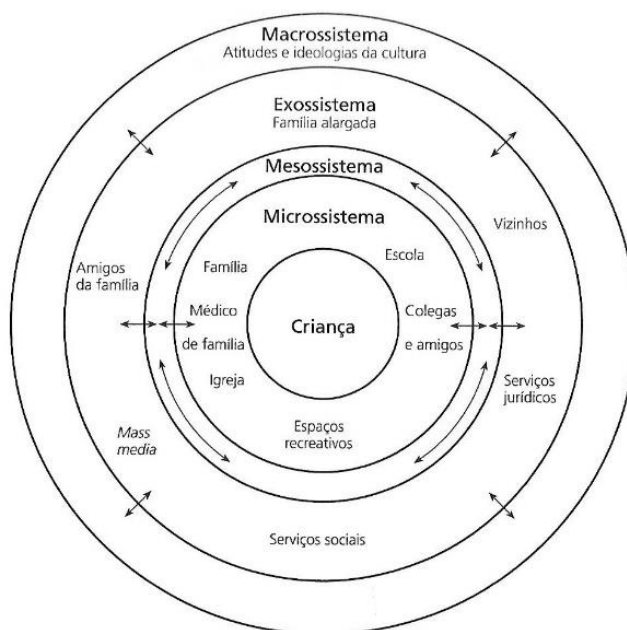 Macrossistema
Atitudes e ideologias da cultura
Exossistema
Família alargada
Mesossistema
Microssistema
Vizinhos
Escola
Família
Amigos
da família
Médico
de família
Criança
Colegas
e amigos
Igreja
Serviços
jurídicos
Espaços
recreativos
Mass
media
Serviços sociais